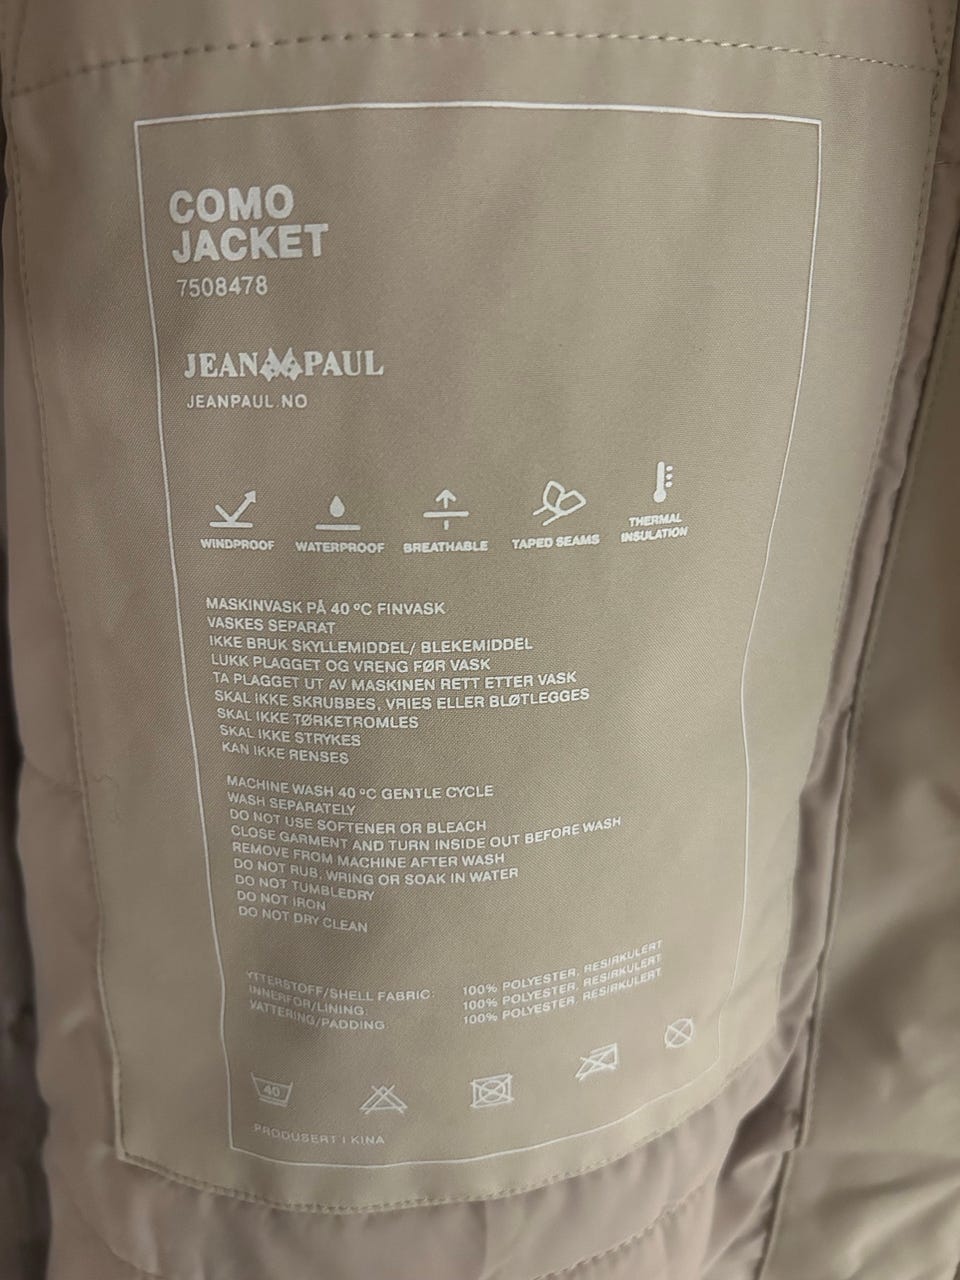 COMO
JACKET
7508478
JEAN PAUL
JEANPAUL.NO
WINDPROOF
WATERPROOF
BREATHABLE
TAPED SEAMS
THERMAL
INSULATION
MASKINVASK PÅ 40 ºC FINVASK
VASKES SEPARAT
IKKE BRUK SKYLLEMIDDEL/ BLEKEMIDDEL
LUKK PLAGGET OG VRENG FØR VASK
TA PLAGGET UT AV MASKINEN RETT ETTER VASK
SKAL IKKE SKRUBBES, VRIES ELLER BLØTLEGGES
SKAL IKKE TØRKETROMLES
SKAL IKKE STRYKES
KAN IKKE RENSES
MACHINE WASH 40 ºC GENTLE CYCLE
WASH SEPARATELY
DO NOT USE SOFTENER OR BLEACH
CLOSE GARMENT AND TURN INSIDE OUT BEFORE WASH
REMOVE FROM MACHINE AFTER WASH
DO NOT RUB, WRING OR SOAK IN WATER
DO NOT TUMBLEDRY
DO NOT IRON
DO NOT DRY CLEAN
YTTERSTOFF/SHELL FABRIC: 100% POLYESTER, RESIRKULERT
INNERFOR/LINING: 100% POLYESTER, RESIRKULERT
VATTERING/PADDING: 100% POLYESTER, RESIRKULERT
40
PRODUSERT I KINA